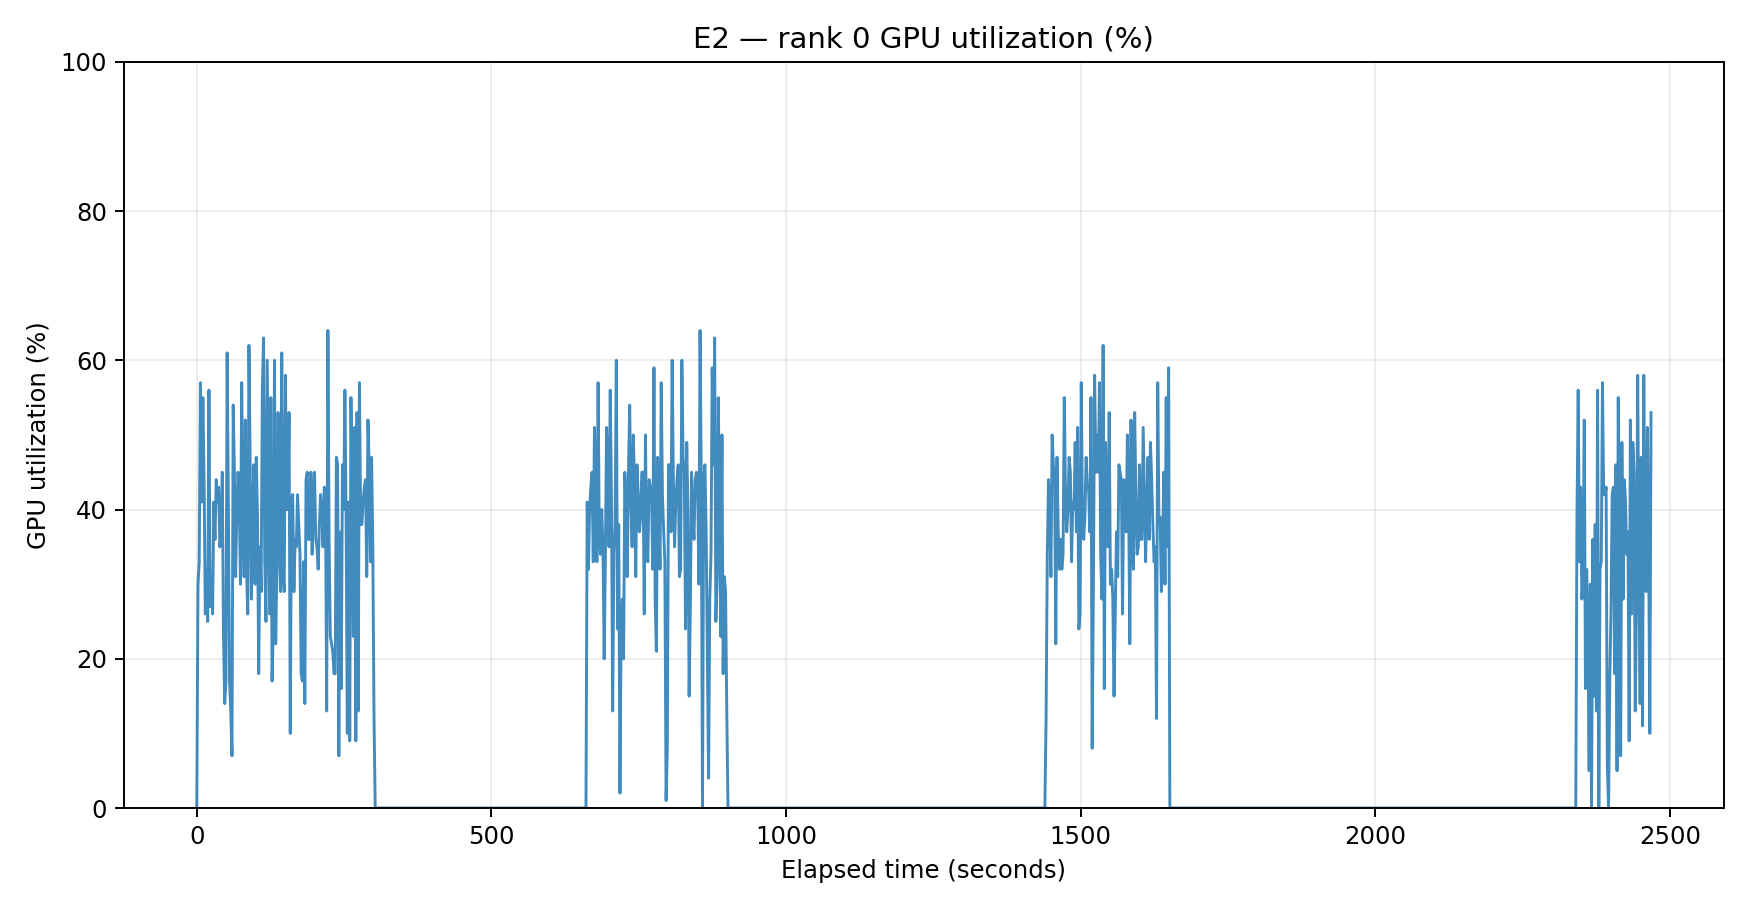 E2 — rank 0 GPU utilization (%)
100
80
60
40
20
0
GPU utilization (%)
0 500 1000 1500 2000 2500
Elapsed time (seconds)